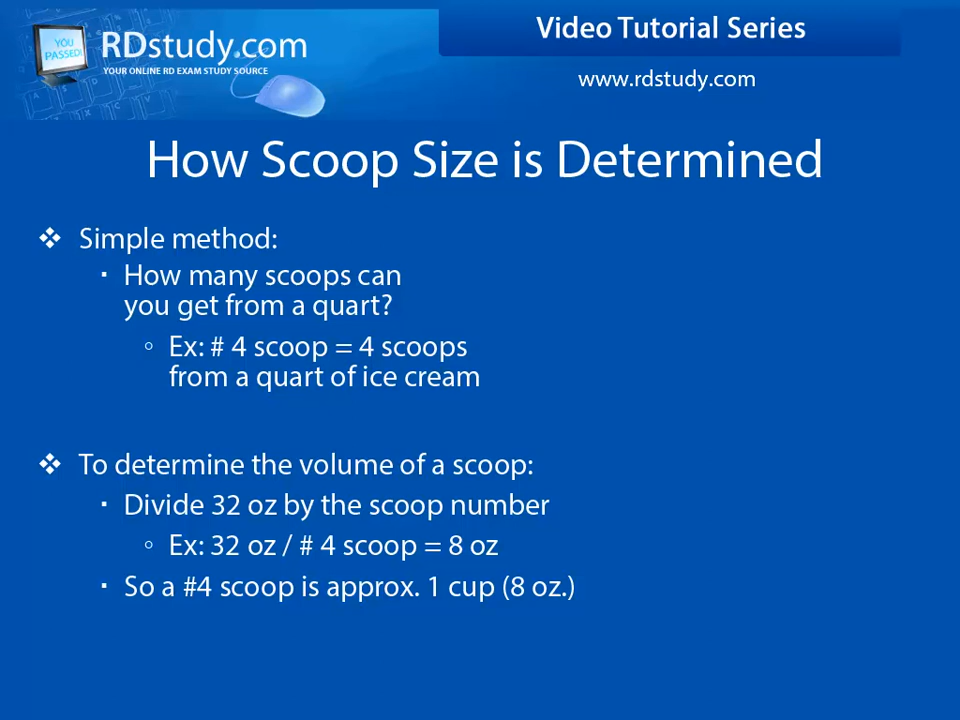 YOU
PASSED!
RDstudy.com
YOUR ONLINE RD EXAM STUDY SOURCE
Video Tutorial Series
www.rdstudy.com
How Scoop Size is Determined
❖ Simple method:
▪ How many scoops can
you get from a quart?
○ Ex: # 4 scoop = 4 scoops
from a quart of ice cream
❖ To determine the volume of a scoop:
▪ Divide 32 oz by the scoop number
○ Ex: 32 oz / # 4 scoop = 8 oz
▪ So a #4 scoop is approx. 1 cup (8 oz.)